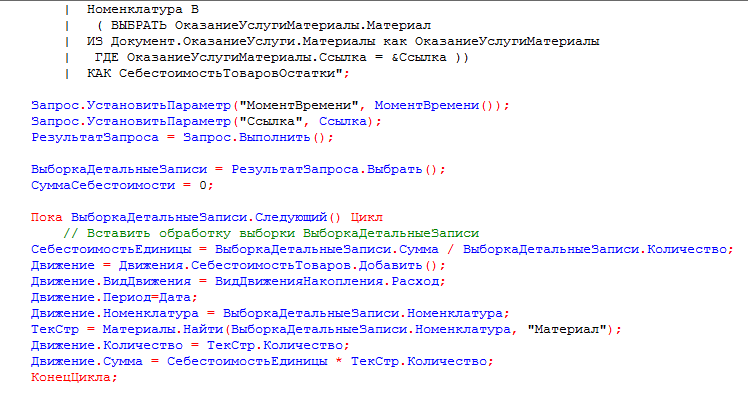 | Номенклатура В
| ( ВЫБРАТЬ ОказаниеУслугиМатериалы.Материал
| ИЗ Документ.ОказаниеУслуги.Материалы как ОказаниеУслугиМатериалы
| ГДЕ ОказаниеУслугиМатериалы.Ссылка = &Ссылка ))
| КАК СебестоимостьТоваровОстатки";
Запрос.УстановитьПараметр("МоментВремени", МоментВремени());
Запрос.УстановитьПараметр("Ссылка", Ссылка);
РезультатЗапроса = Запрос.Выполнить();
ВыборкаДетальныеЗаписи = РезультатЗапроса.Выбрать();
СуммаСебестоимости = 0;
Пока ВыборкаДетальныеЗаписи.Следующий() Цикл
// Вставить обработку выборки ВыборкаДетальныеЗаписи
СебестоимостьЕдиницы = ВыборкаДетальныеЗаписи.Сумма / ВыборкаДетальныеЗаписи.Количество;
Движение = Движения.СебестоимостьТоваров.Добавить();
Движение.ВидДвижения = ВидДвиженияНакопления.Расход;
Движение.Период=Дата;
Движение.Номенклатура = ВыборкаДетальныеЗаписи.Номенклатура;
ТекСтр = Материалы.Найти(ВыборкаДетальныеЗаписи.Номенклатура, "Материал");
Движение.Количество = ТекСтр.Количество;
Движение.Сумма = СебестоимостьЕдиницы * ТекСтр.Количество;
КонецЦикла;